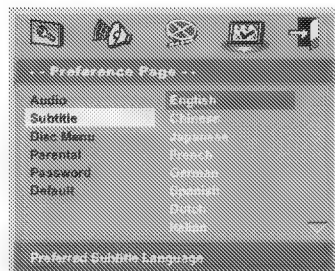 - - Preference Page - -
Audio
Subtitle
Disc Menu
Parental
Password
Default
English
Chinese
Japanese
French
German
Spanish
Dutch
Italian
Preferred Subtitle Language